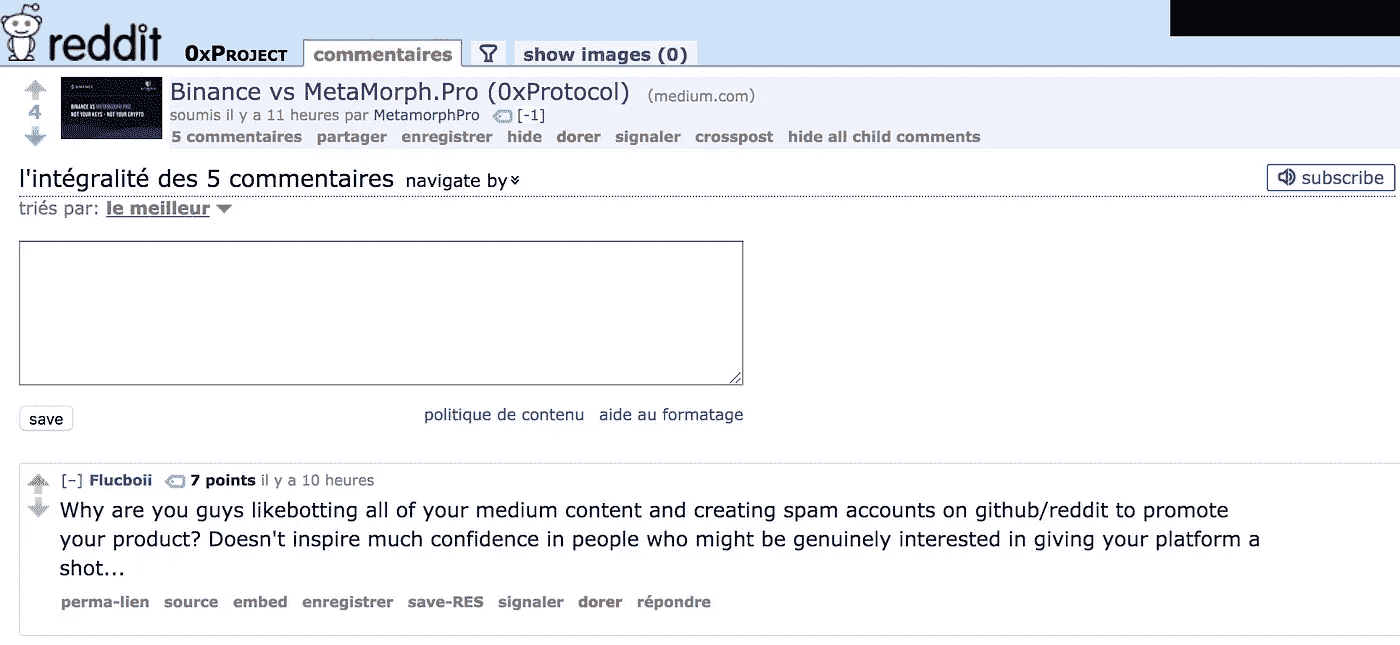 reddit 0xProject commentaires show images (0)
Binance vs MetaMorph.Pro (0xProtocol) (medium.com)
4 soumis il y a 11 heures par MetamorphPro [-1]
5 commentaires partager enregistrer hide dorer signaler crosspost hide all child comments
BINANCE
BINANCE VS METAMORPH.PRO
NOT YOUR KEYS - NOT YOUR CRYPTO
l'intégralité des 5 commentaires navigate by
subscribe
triés par: le meilleur
save politique de contenu aide au formatage
[–] Flucboii 7 points il y a 10 heures
Why are you guys likebotting all of your medium content and creating spam accounts on github/reddit to promote
your product? Doesn't inspire much confidence in people who might be genuinely interested in giving your platform a
shot...
perma-lien source embed enregistrer save-RES signaler dorer répondre